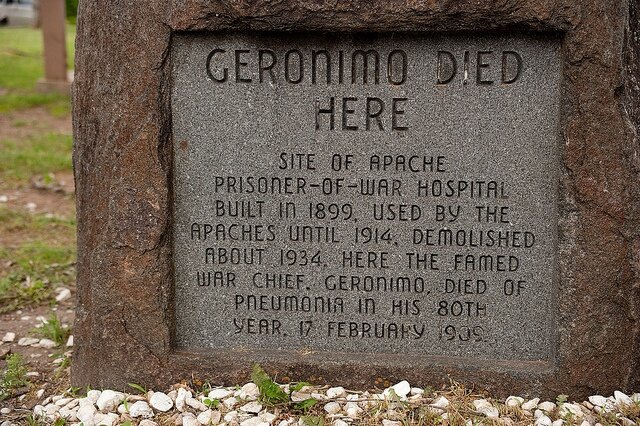 GERONIMO DIED
HERE
SITE OF APACHE
PRISONER-OF-WAR HOSPITAL
BUILT IN 1899, USED BY THE
APACHES UNTIL 1914. DEMOLISHED
ABOUT 1934. HERE THE FAMED
WAR CHIEF, GERONIMO, DIED OF
PNEUMONIA IN HIS 80TH
YEAR, 17 FEBRUARY 1909.